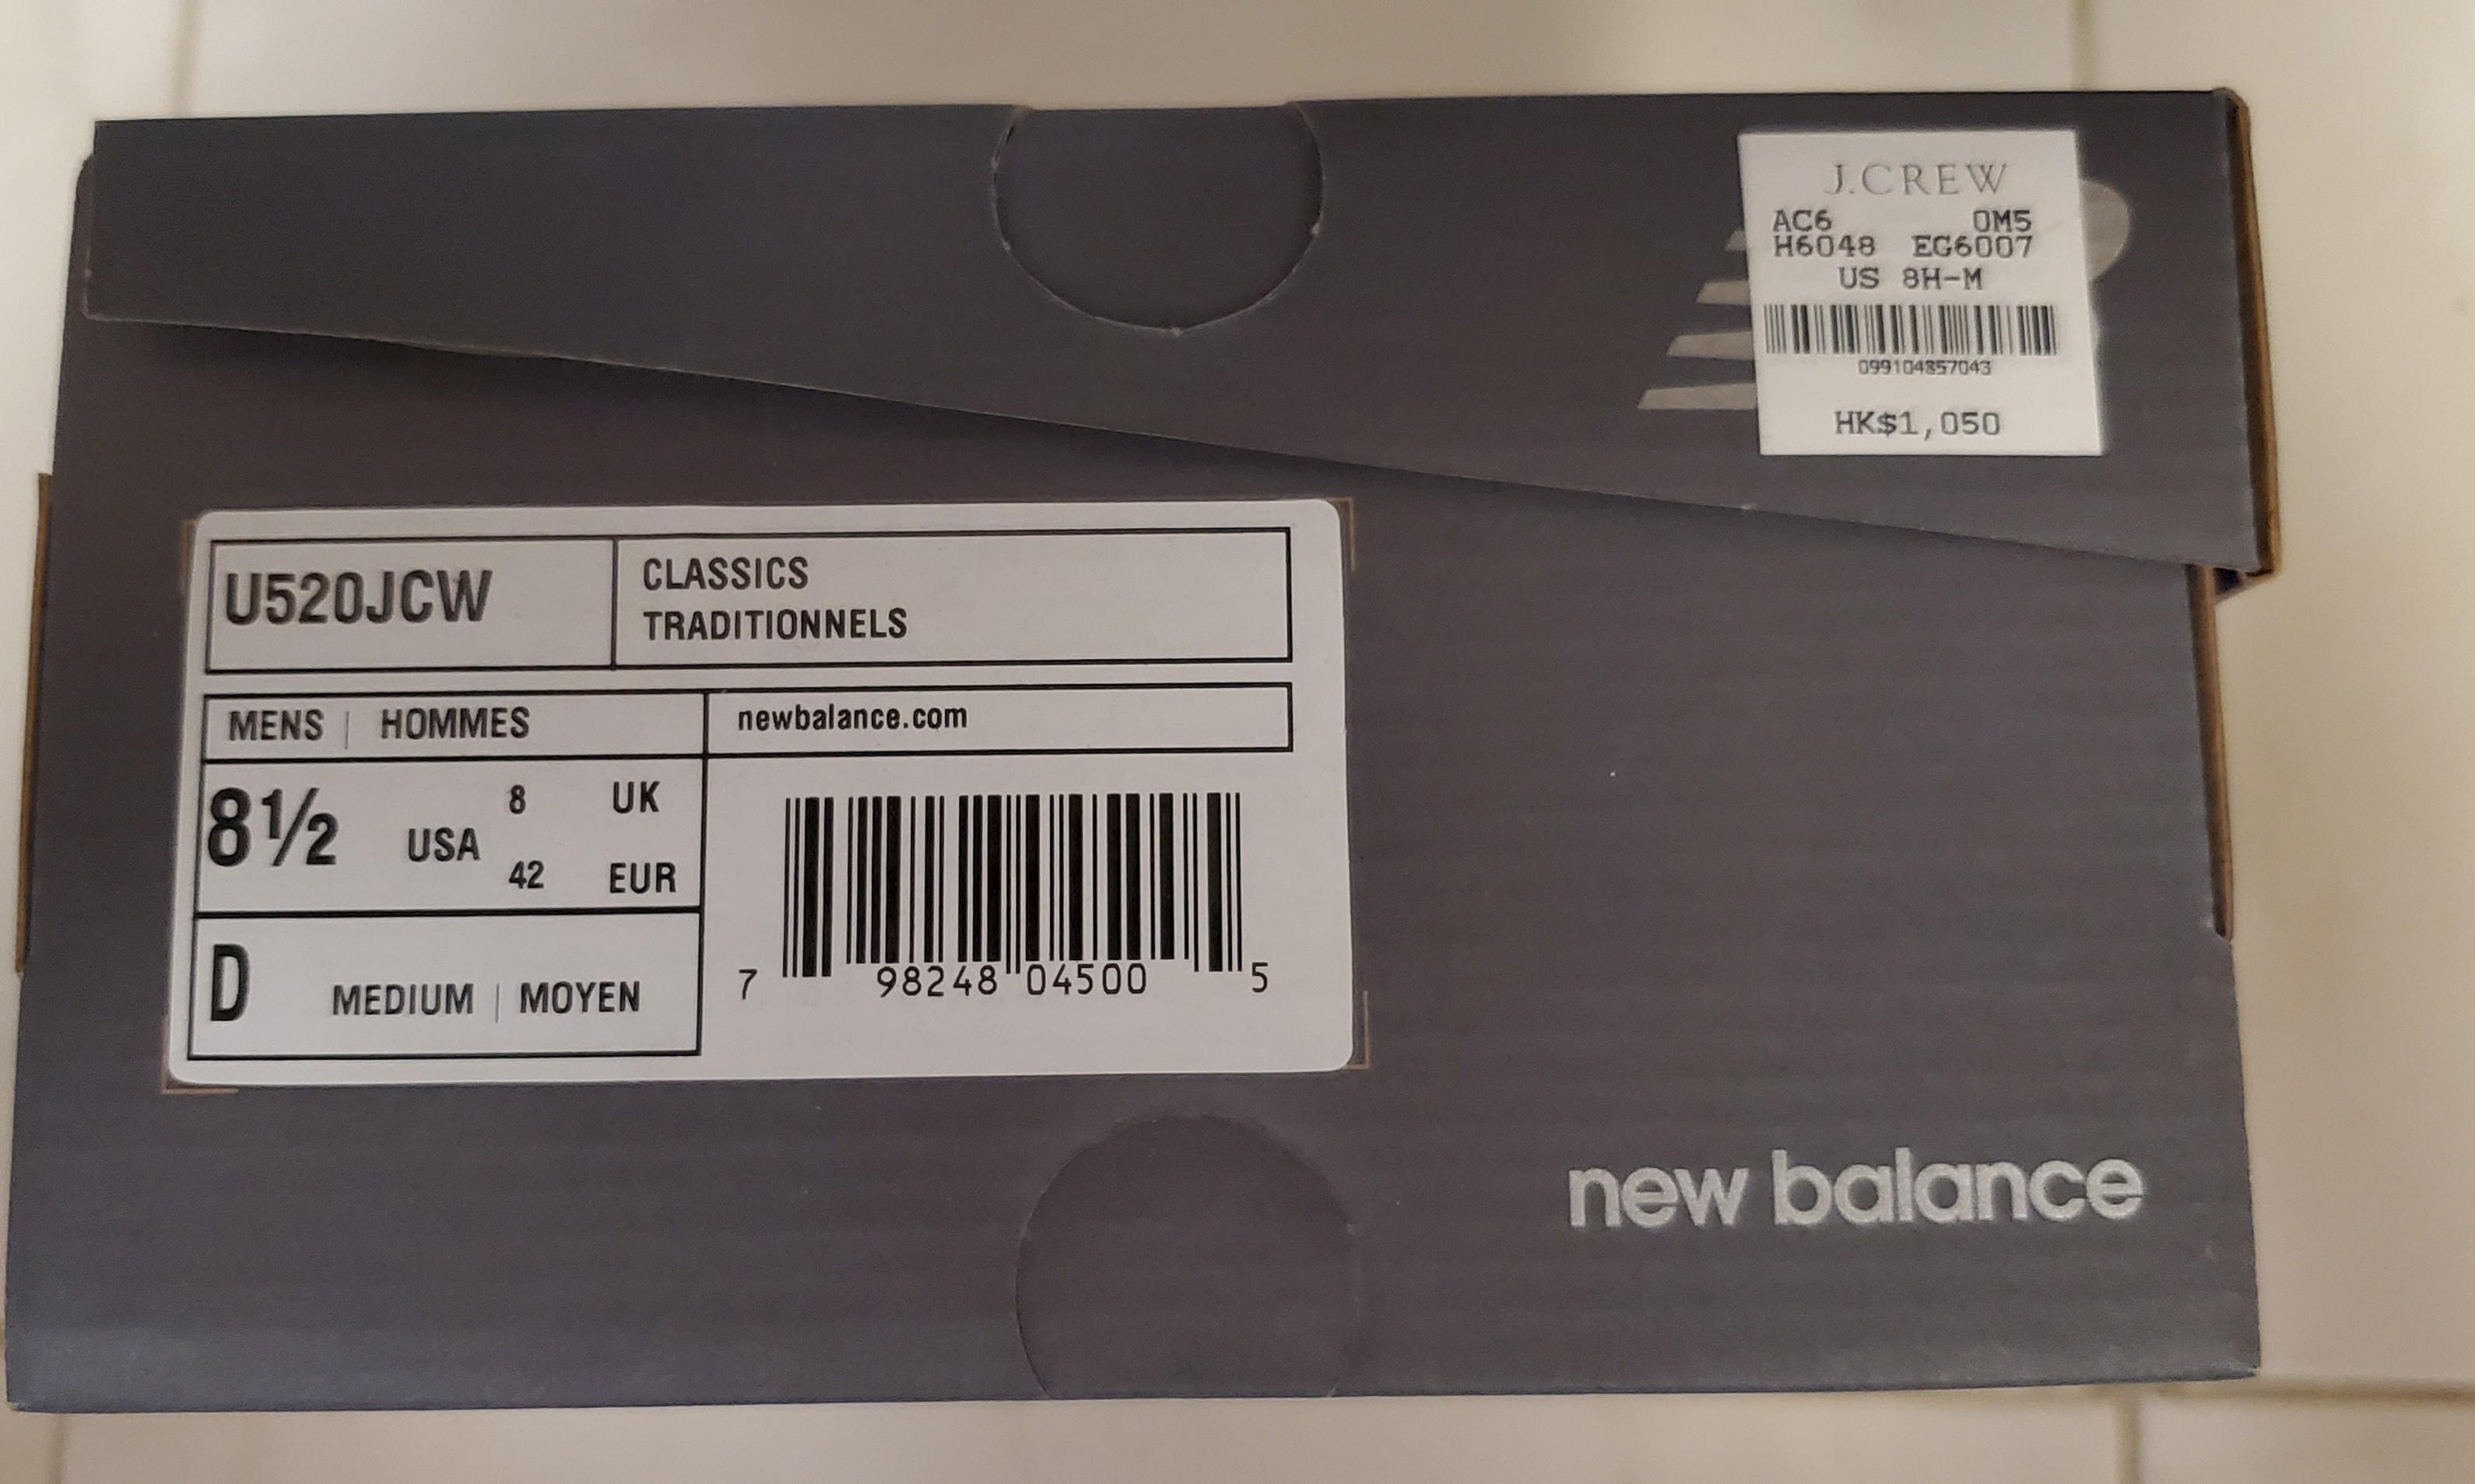 J.CREW
AC6 0M5
H6048 EG6007
US 8H-M
099104857043
HK$1,050
U520JCW
CLASSICS
TRADITIONNELS
MENS | HOMMES
newbalance.com
8½ USA 8 UK
42 EUR
D MEDIUM | MOYEN
7 98248 04500 5
new balance